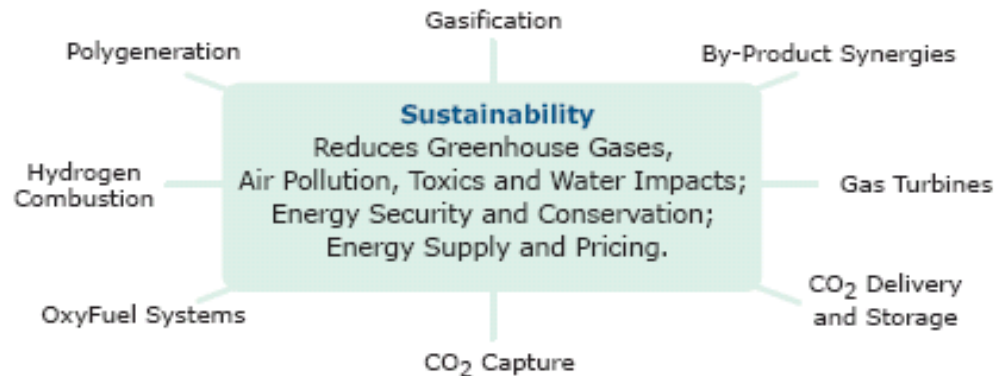 Gasification
Polygeneration
By-Product Synergies
Sustainability
Reduces Greenhouse Gases,
Air Pollution, Toxics and Water Impacts;
Energy Security and Conservation;
Energy Supply and Pricing.
Hydrogen
Combustion
Gas Turbines
OxyFuel Systems
CO₂ Delivery
and Storage
CO₂ Capture